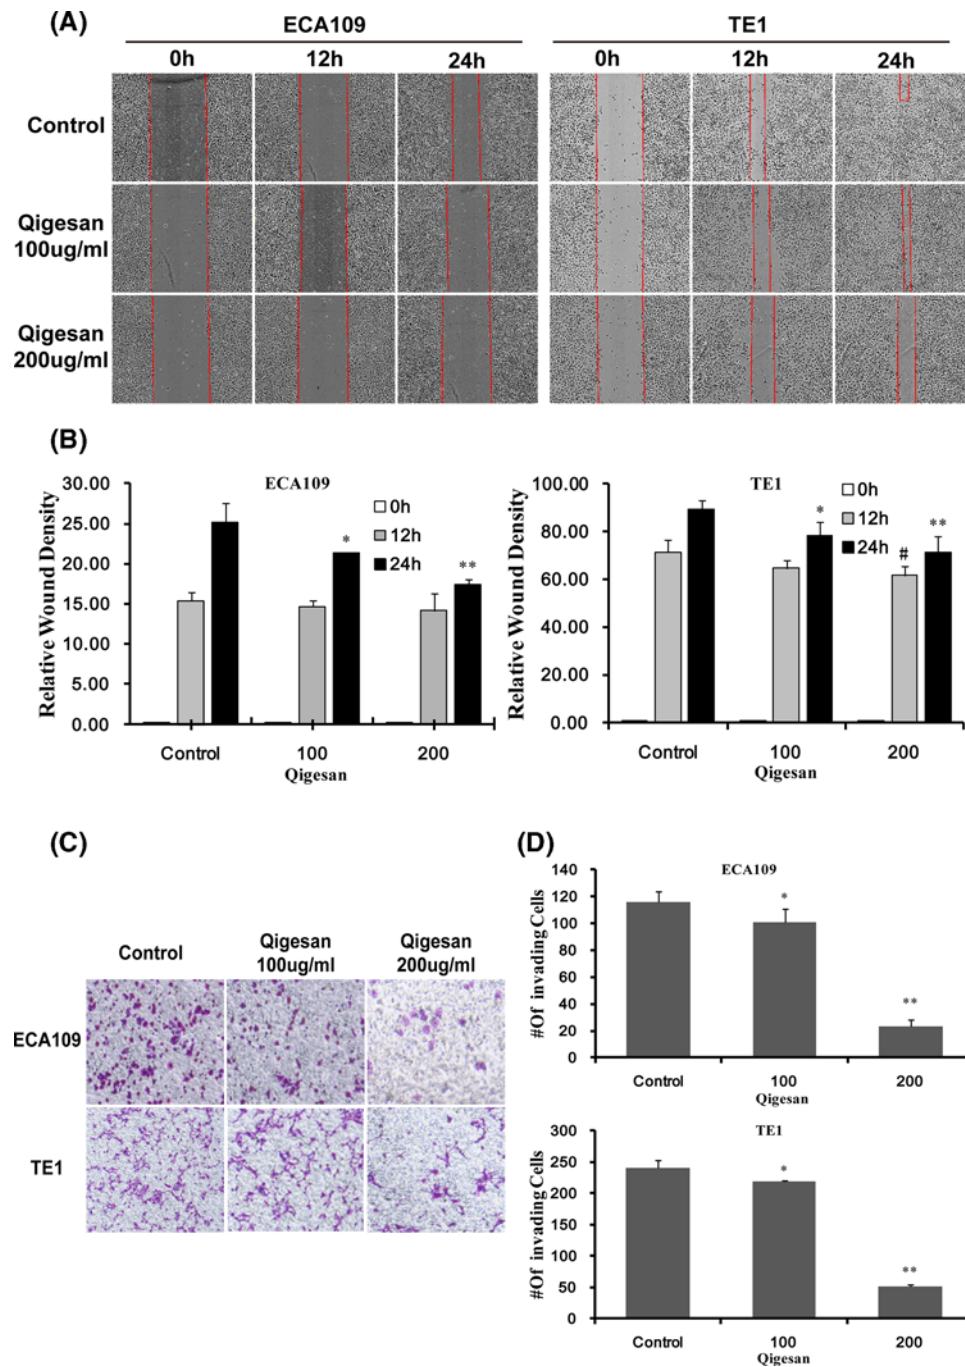 (A)
ECA109 TE1
0h 12h 24h 0h 12h 24h
Control
Qigesan
100ug/ml
Qigesan
200ug/ml
(B)
ECA109
Relative Wound Density
30.00
25.00
20.00
15.00
10.00
5.00
0.00
0h
12h
24h
*
**
Control 100 200
Qigesan
TE1
Relative Wound Density
100.00
80.00
60.00
40.00
20.00
0.00
0h
12h
24h
*
#
**
Control 100 200
Qigesan
(C)
Control
Qigesan
100ug/ml
Qigesan
200ug/ml
ECA109
TE1
(D)
ECA109
#Of invading Cells
140
120
100
80
60
40
20
0
*
**
Control 100 200
Qigesan
TE1
#Of invading Cells
300
250
200
150
100
50
0
*
**
Control 100 200
Qigesan